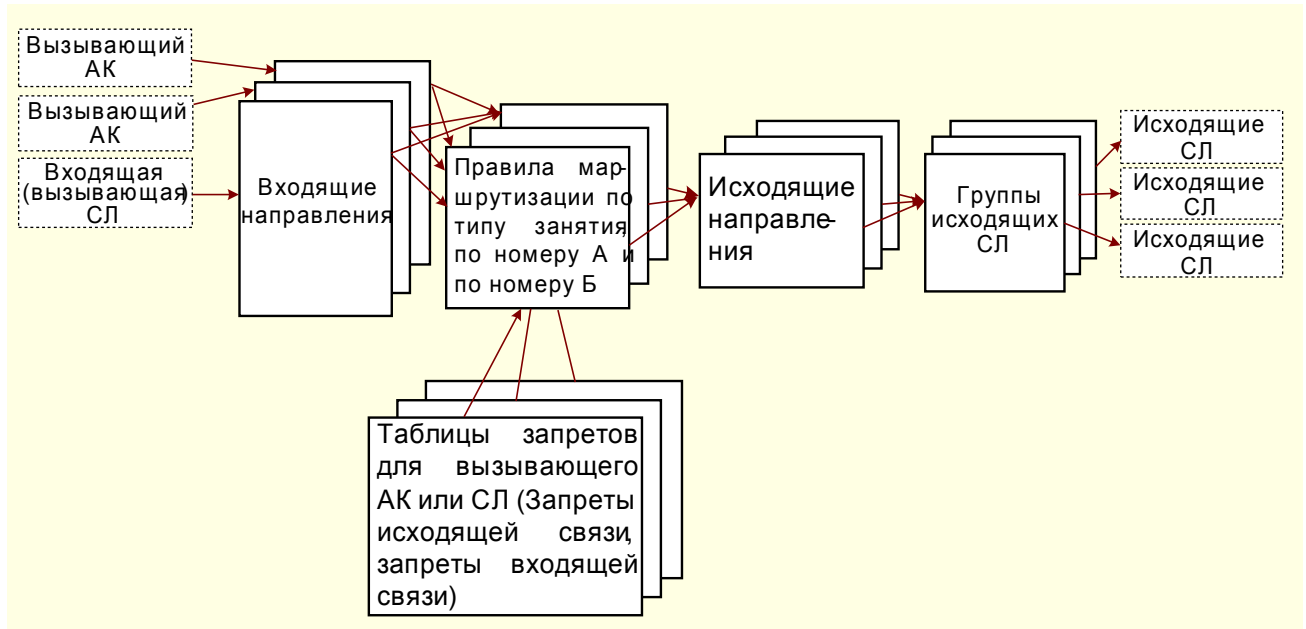 Вызывающий
АК
Вызывающий
АК
Входящая
(вызывающая)
СЛ
Входящие
направления
Правила мар-
шрутизации по
типу занятия,
по номеру А и
по номеру Б
Исходящие
направле-
ния
Группы
исходящих
СЛ
Исходящие
СЛ
Исходящие
СЛ
Исходящие
СЛ
Таблицы запретов
для вызывающего
АК или СЛ (Запреты
исходящей связи,
запреты входящей
связи)